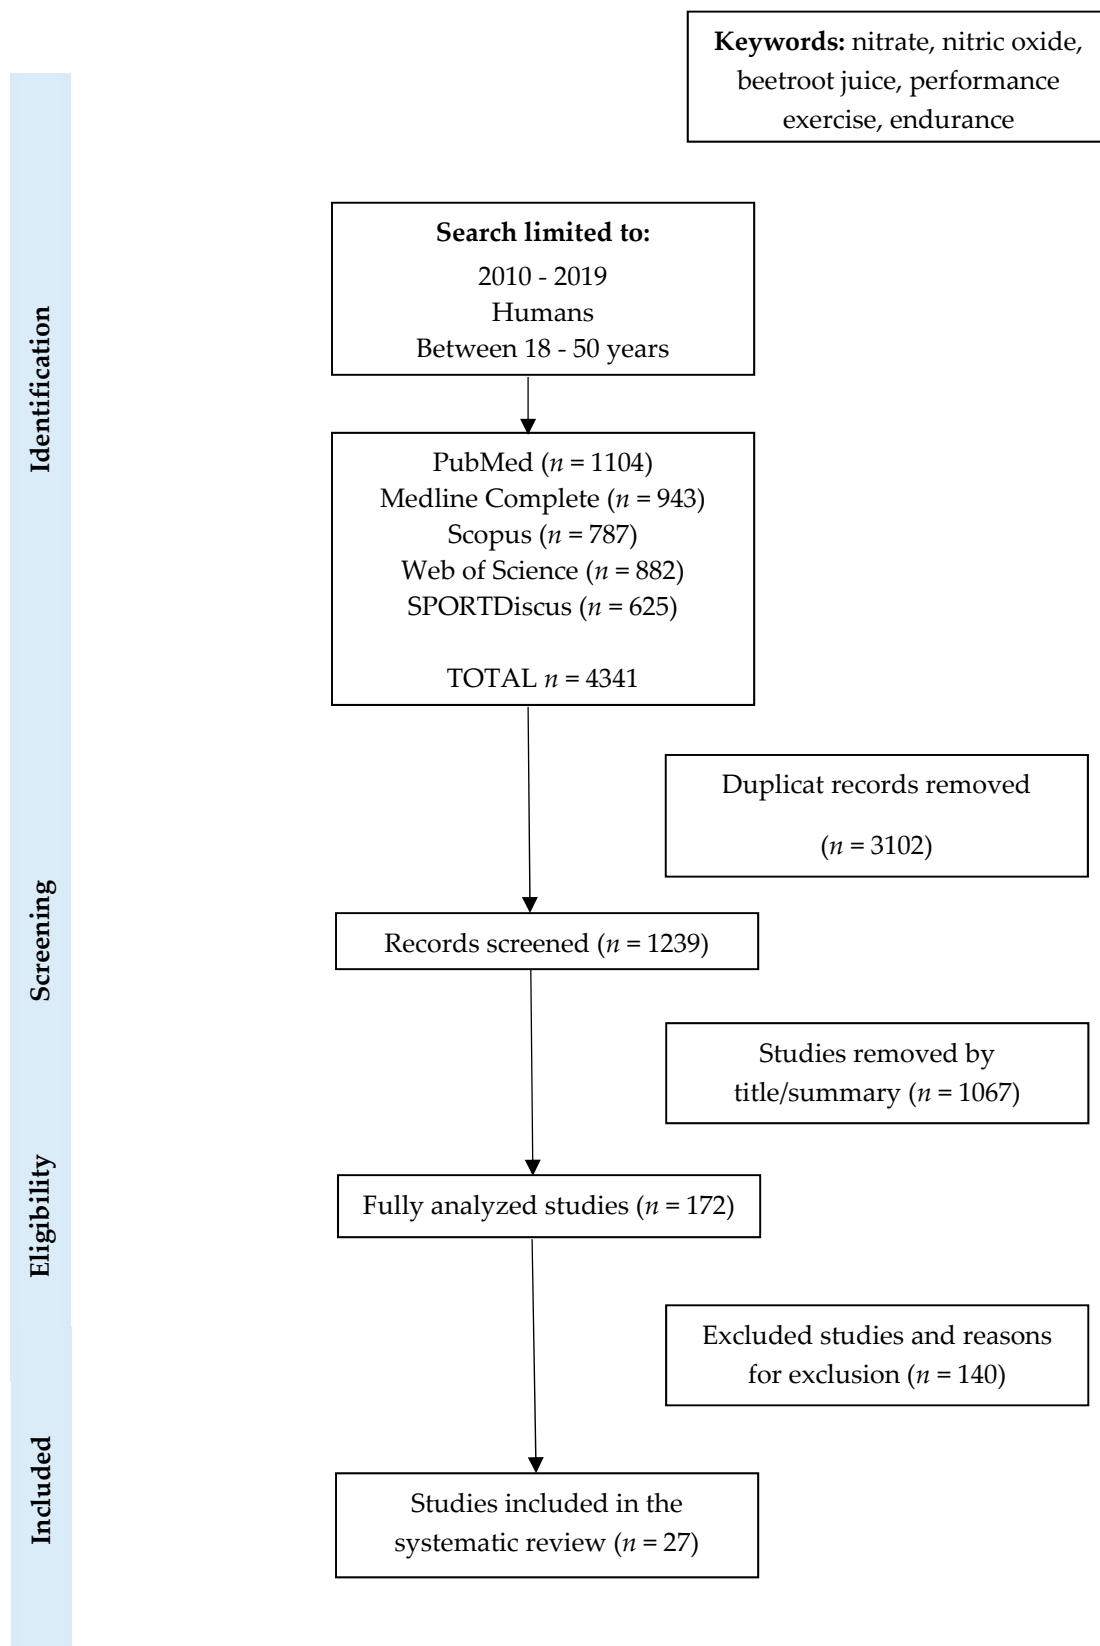 Keywords: nitrate, nitric oxide,
beetroot juice, performance
exercise, endurance
Identification
Search limited to:
2010 - 2019
Humans
Between 18 - 50 years
PubMed (n = 1104)
Medline Complete (n = 943)
Scopus (n = 787)
Web of Science (n = 882)
SPORTDiscus (n = 625)
TOTAL n = 4341
Duplicat records removed
(n = 3102)
Screening
Records screened (n = 1239)
Studies removed by
title/summary (n = 1067)
Eligibility
Fully analyzed studies (n = 172)
Excluded studies and reasons
for exclusion (n = 140)
Included
Studies included in the
systematic review (n = 27)